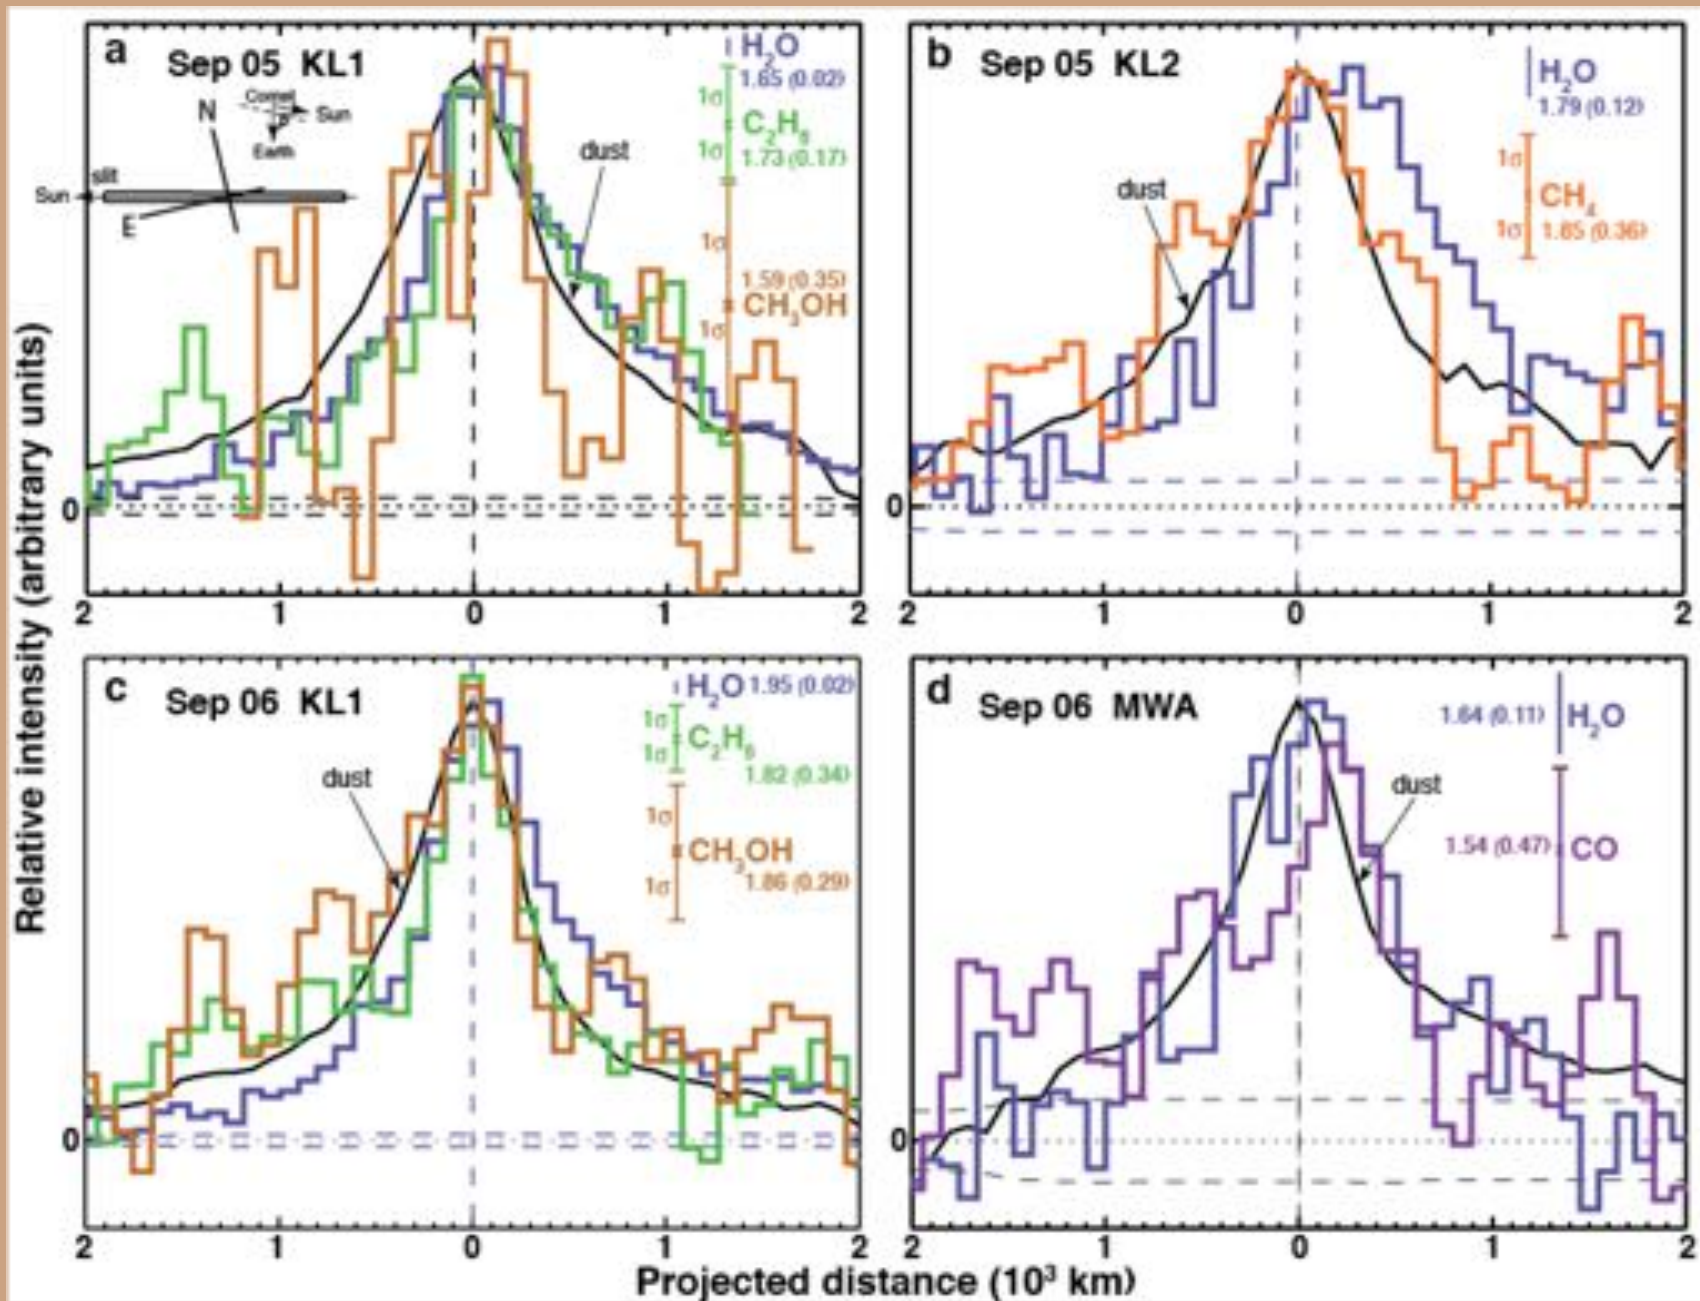 Relative intensity (arbitrary units)
a Sep 05 KL1
N
Comet
Sun
Earth
slit
Sun
E
dust
H₂O
1.65 (0.02)
1σ
C₂H₆
1σ
1.73 (0.17)
1σ
1.59 (0.35)
CH₃OH
1σ
0
2 1 0 1 2
b Sep 05 KL2
dust
H₂O
1.79 (0.12)
1σ
CH₄
1σ 1.85 (0.36)
0
2 1 0 1 2
c Sep 06 KL1
dust
H₂O 1.95 (0.02)
1σ
C₂H₆
1σ
1.82 (0.34)
1σ
CH₃OH
1σ 1.86 (0.29)
0
2 1 0 1 2
d Sep 06 MWA
dust
1.64 (0.11) H₂O
1.54 (0.47) CO
0
2 1 0 1 2
Projected distance (10³ km)